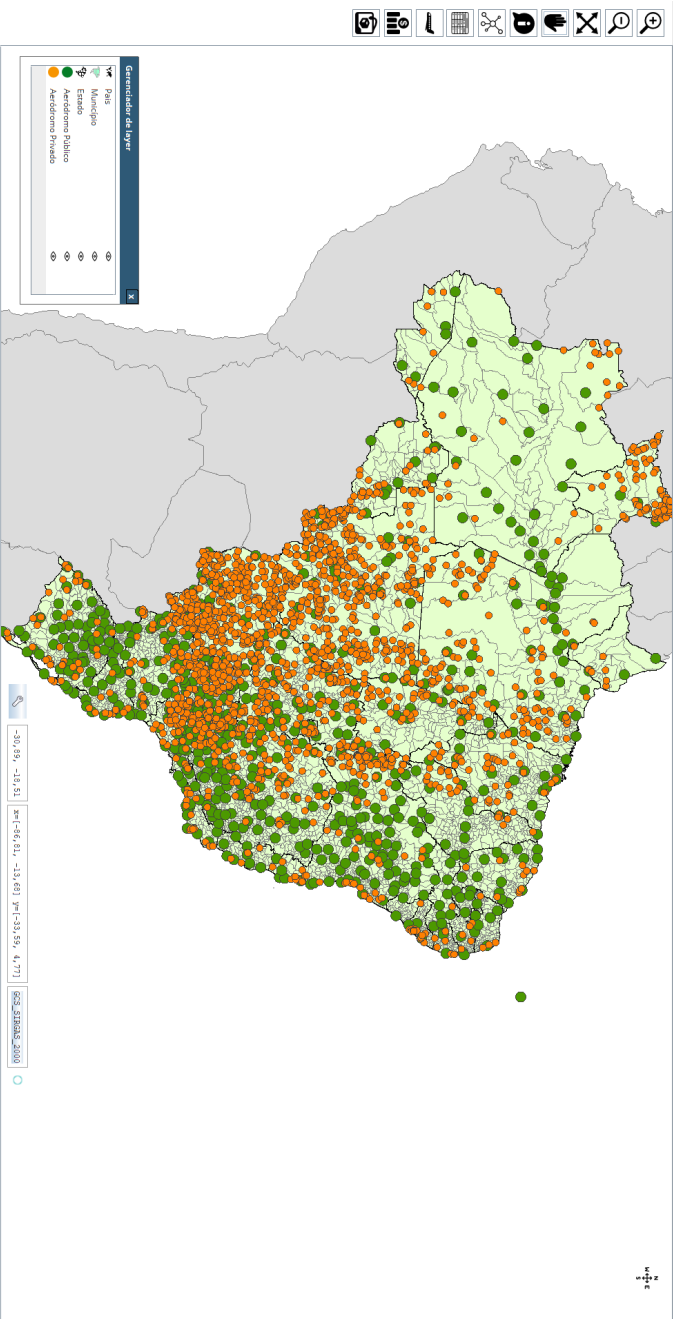 Gerenciador de layer
x
País
Município
Estado
Aeródromo Público
Aeródromo Privado
N
W E
S
-30,89, -18,51
x=[-86,81, -13,68] y=[-33,59, 4,77]
GCS_SIRGAS_2000